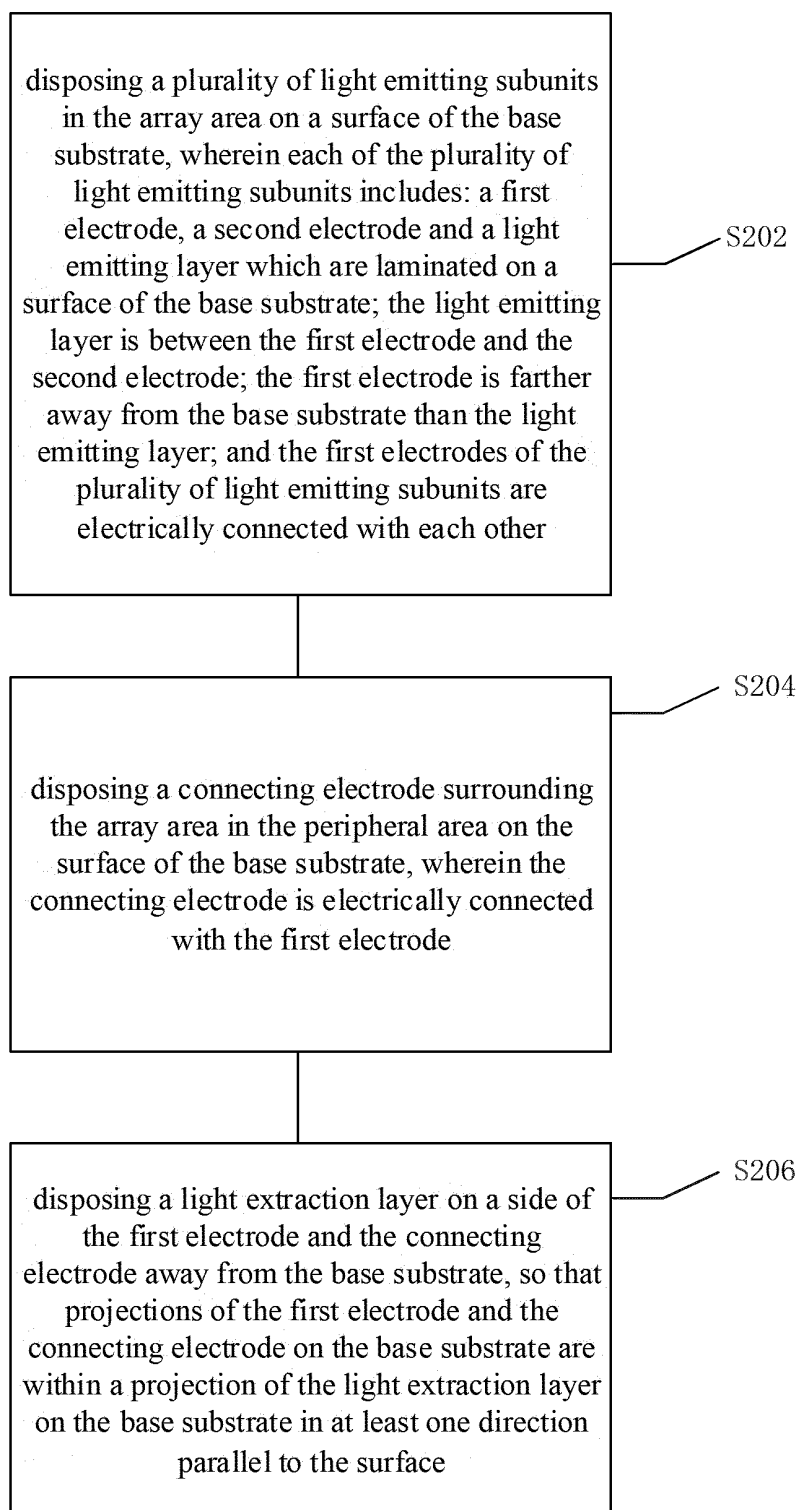 disposing a plurality of light emitting subunits
in the array area on a surface of the base
substrate, wherein each of the plurality of
light emitting subunits includes: a first
electrode, a second electrode and a light
emitting layer which are laminated on a
surface of the base substrate; the light emitting
layer is between the first electrode and the
second electrode; the first electrode is farther
away from the base substrate than the light
emitting layer; and the first electrodes of the
plurality of light emitting subunits are
electrically connected with each other
S202
S204
disposing a connecting electrode surrounding
the array area in the peripheral area on the
surface of the base substrate, wherein the
connecting electrode is electrically connected
with the first electrode
S206
disposing a light extraction layer on a side of
the first electrode and the connecting
electrode away from the base substrate, so that
projections of the first electrode and the
connecting electrode on the base substrate are
within a projection of the light extraction layer
on the base substrate in at least one direction
parallel to the surface